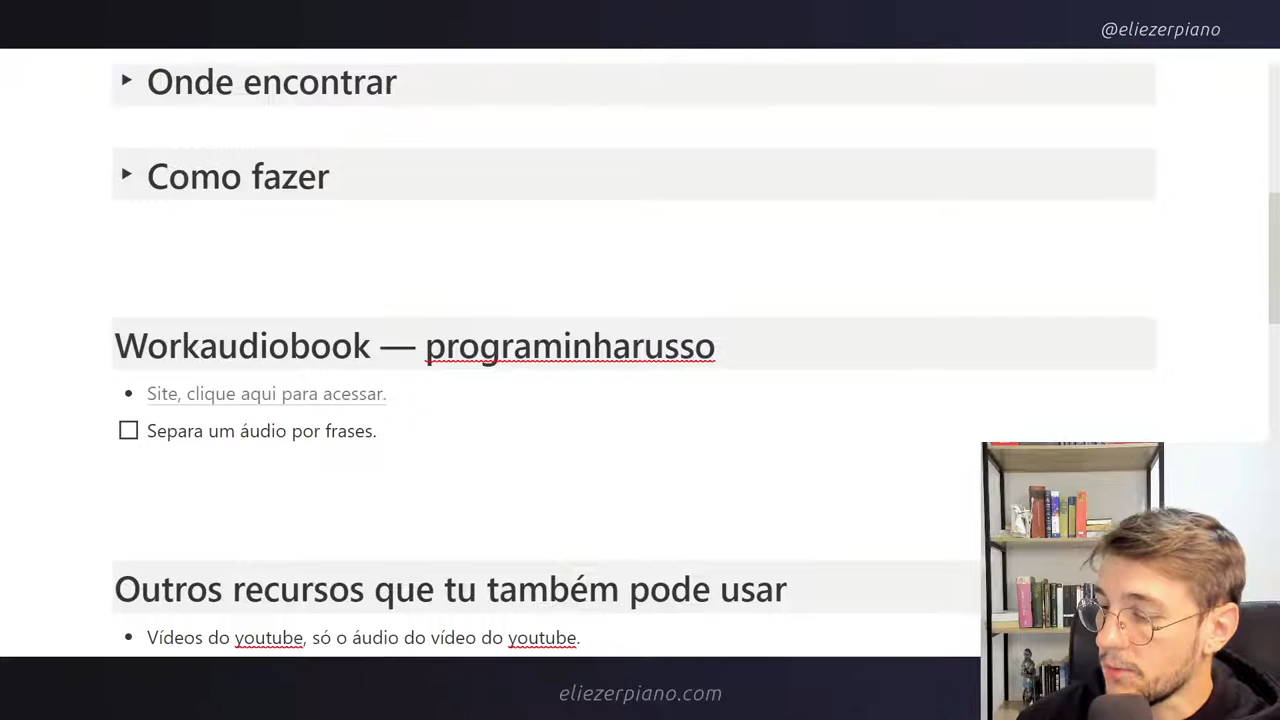 @eliezerpiano
Onde encontrar
Como fazer
Workaudiobook — programinharusso
Site, clique aqui para acessar.
Separa um áudio por frases.
Outros recursos que tu também pode usar
Vídeos do youtube, só o áudio do vídeo do youtube.
eliezerpiano.com